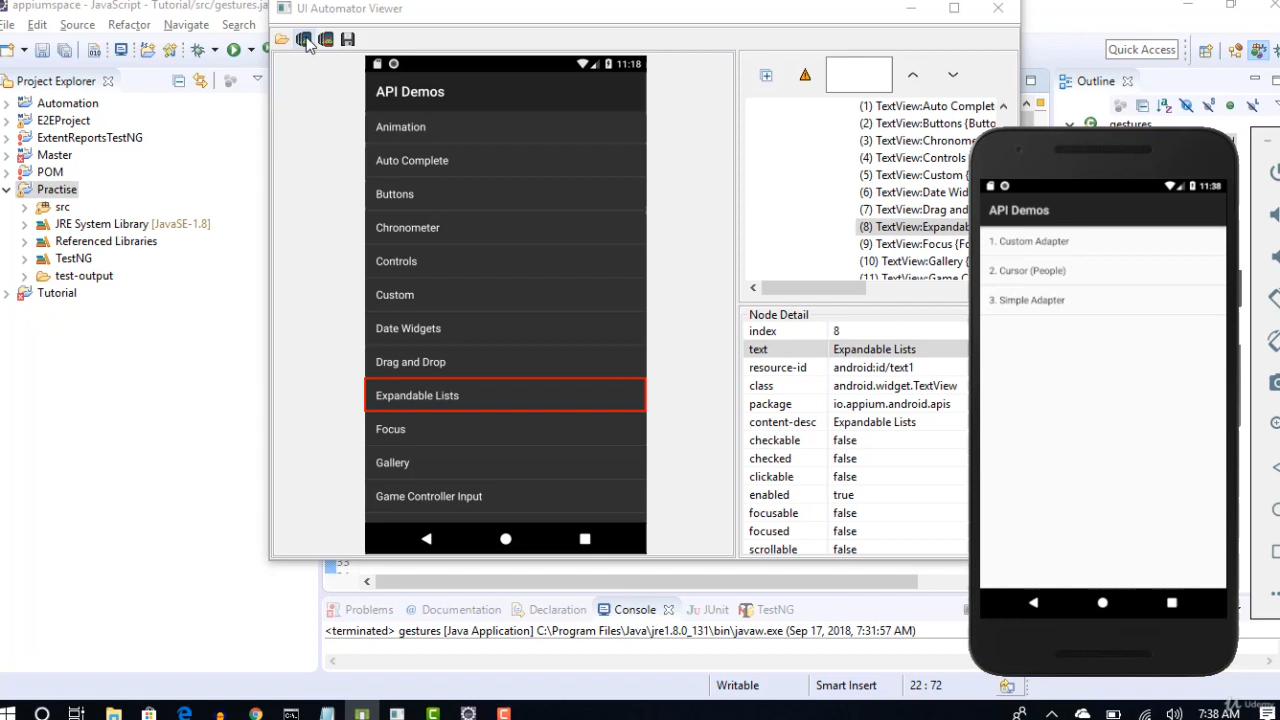 appiumspace - JavaScript - Tutorial/src/gestures.ja
UI Automator Viewer
File Edit Source Refactor Navigate Search
Quick Access
Project Explorer
Outline
Automation
E2EProject
ExtentReportsTestNG
Master
POM
Practise
src
JRE System Library [JavaSE-1.8]
Referenced Libraries
TestNG
test-output
Tutorial
11:18
API Demos
Animation
Auto Complete
Buttons
Chronometer
Controls
Custom
Date Widgets
Drag and Drop
Expandable Lists
Focus
Gallery
Game Controller Input
(1) TextView:Auto Complet
(2) TextView:Buttons {Butto
(3) TextView:Chronome
(4) TextView:Controls
(5) TextView:Custom {
(6) TextView:Date Wid
(7) TextView:Drag and
(8) TextView:Expandab
(9) TextView:Focus {Fo
(10) TextView:Gallery {
(11) TextView:Game C
Node Detail
index 8
text Expandable Lists
resource-id android:id/text1
class android.widget.TextView
package io.appium.android.apis
content-desc Expandable Lists
checkable false
checked false
clickable false
enabled true
focusable false
focused false
scrollable false
gestures
11:38
API Demos
1. Custom Adapter
2. Cursor (People)
3. Simple Adapter
33
Problems Documentation Declaration Console JUnit TestNG
<terminated> gestures [Java Application] C:\Program Files\Java\jre1.8.0_131\bin\javaw.exe (Sep 17, 2018, 7:31:57 AM)
Writable Smart Insert 22 : 72
Udemy
7:38 AM